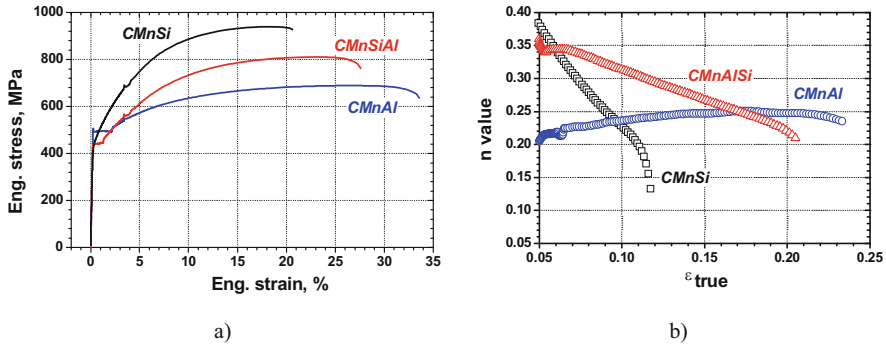 1000
800
600
400
200
0
Eng. stress, MPa
CMnSi
CMnSiAl
CMnAl
0 5 10 15 20 25 30 35
Eng. strain, %
a)
0.40
0.35
0.30
0.25
0.20
0.15
0.10
0.05
n value
CMnAlSi
CMnAl
CMnSi
0.05 0.10 0.15 0.20 0.25
ε true
b)